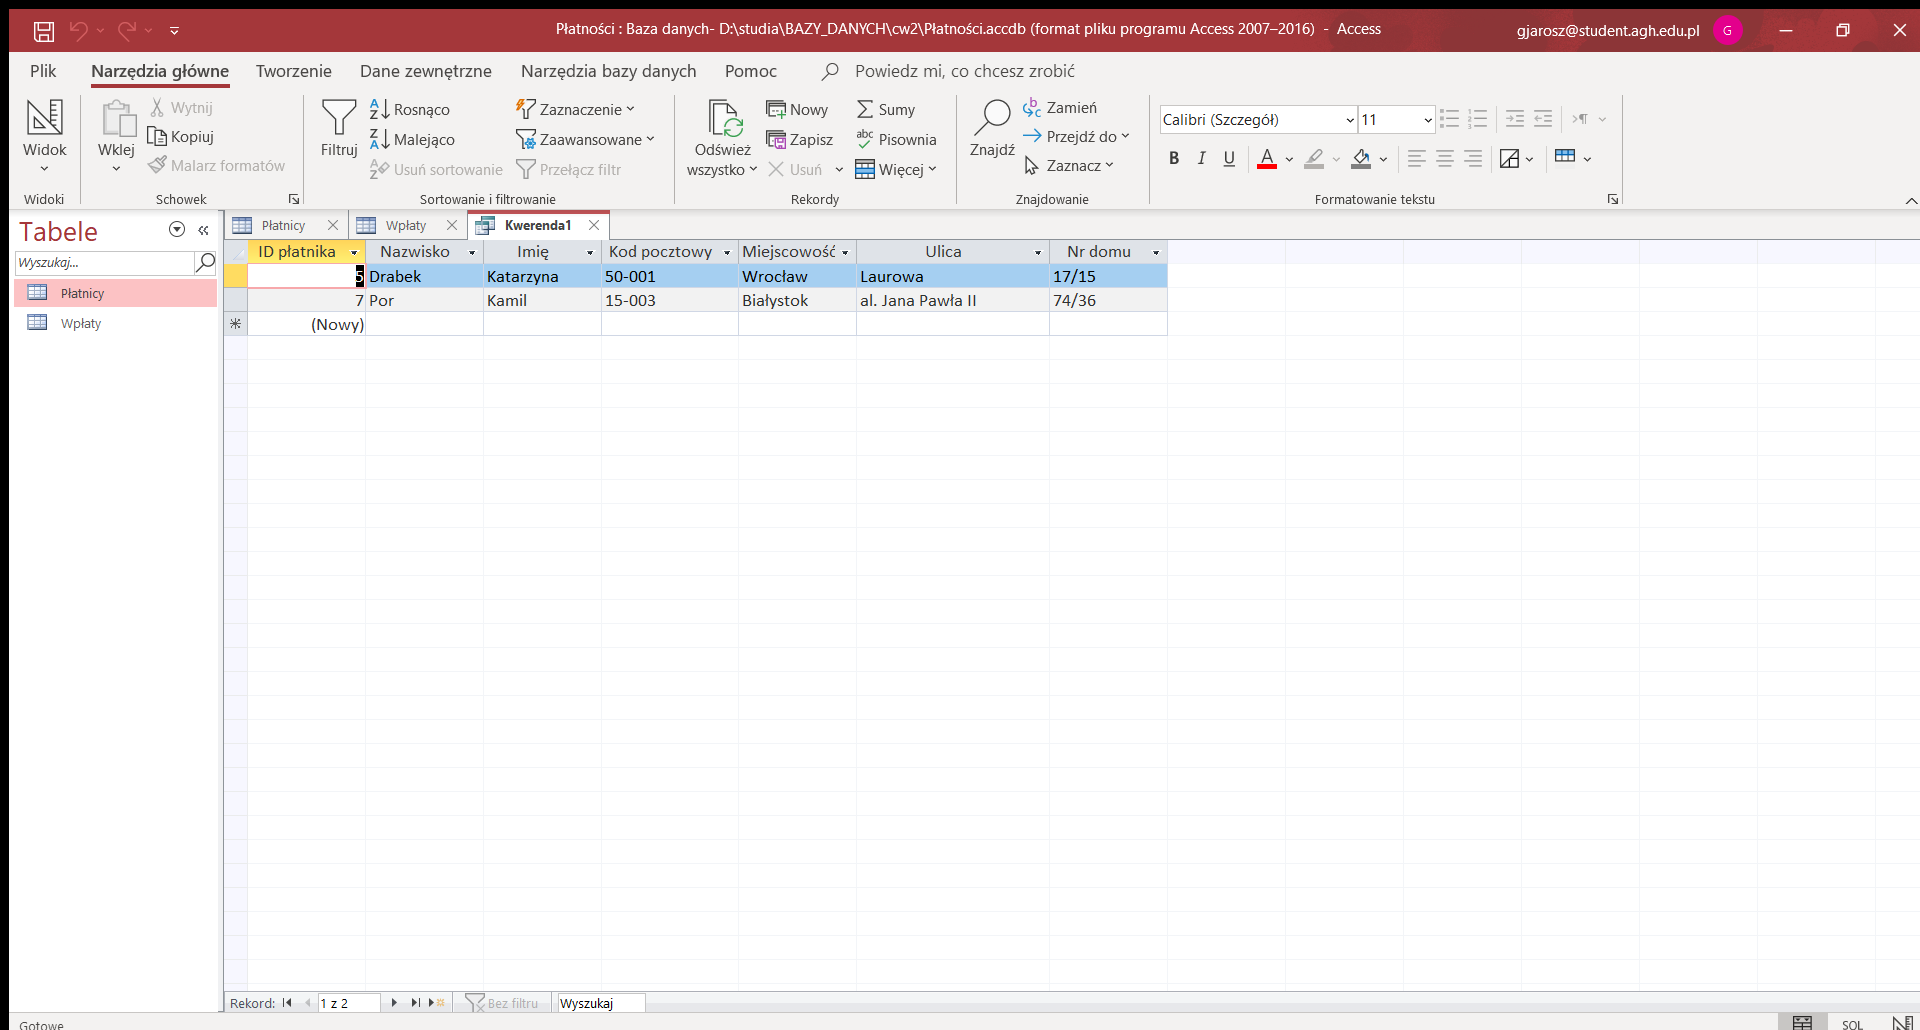 Płatności : Baza danych- D:\studia\BAZY_DANYCH\cw2\Płatności.accdb (format pliku programu Access 2007–2016)  -  Access
gjarosz@student.agh.edu.pl
G
Plik
Narzędzia główne
Tworzenie
Dane zewnętrzne
Narzędzia bazy danych
Pomoc
Powiedz mi, co chcesz zrobić
Widok
Widoki
Wklej
Wytnij
Kopiuj
Malarz formatów
Schowek
Filtruj
Rosnąco
Malejąco
Usuń sortowanie
Zaznaczenie
Zaawansowane
Przełącz filtr
Sortowanie i filtrowanie
Odśwież
wszystko
Nowy
Zapisz
Usuń
Sumy
Pisownia
Więcej
Rekordy
Znajdź
Zamień
Przejdź do
Zaznacz
Znajdowanie
Calibri (Szczegół)
11
B I U A
Formatowanie tekstu
Tabele
Wyszukaj...
Płatnicy
Wpłaty
Płatnicy
Wpłaty
Kwerenda1
ID płatnika Nazwisko Imię Kod pocztowy Miejscowość Ulica Nr domu
5 Drabek Katarzyna 50-001 Wrocław Laurowa 17/15
7 Por Kamil 15-003 Białystok al. Jana Pawła II 74/36
(Nowy)
Rekord: 1 z 2 Bez filtru Wyszukaj
Gotowe
SQL